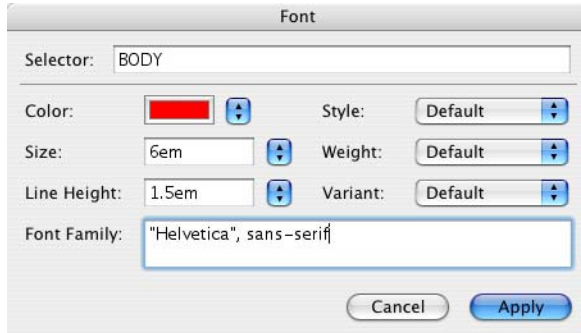 Font
Selector: BODY
Color: Style: Default
Size: 6em Weight: Default
Line Height: 1.5em Variant: Default
Font Family: "Helvetica", sans-serif
Cancel Apply